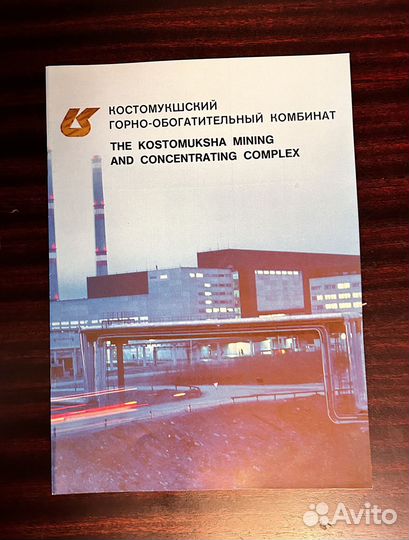 КОСТОМУКШСКИЙ
ГОРНО-ОБОГАТИТЕЛЬНЫЙ КОМБИНАТ
THE KOSTOMUKSHA MINING
AND CONCENTRATING COMPLEX
Avito